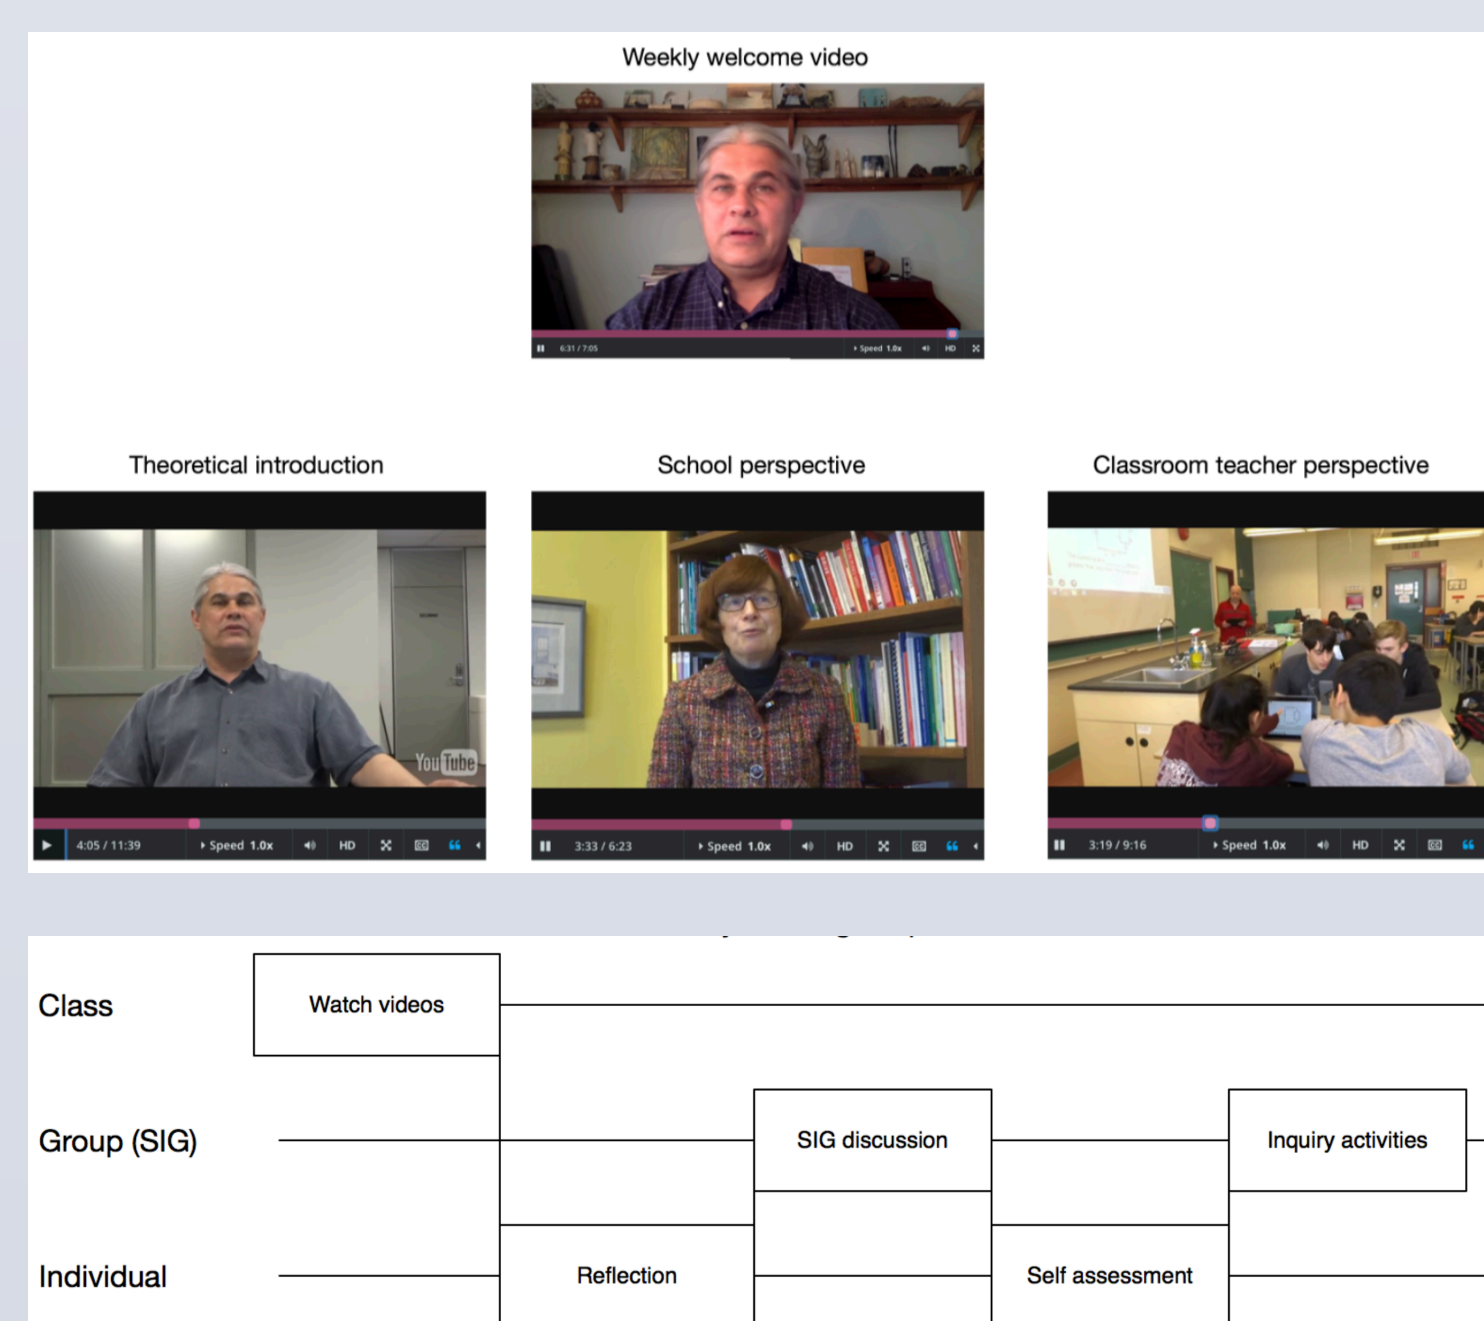 Weekly welcome video
6:31 / 7:05
Speed 1.0x
HD
Theoretical introduction
School perspective
Classroom teacher perspective
YouTube
4:05 / 11:39
Speed 1.0x
HD
3:33 / 6:23
Speed 1.0x
HD
3:19 / 9:16
Speed 1.0x
HD
Class
Watch videos
Group (SIG)
SIG discussion
Inquiry activities
Individual
Reflection
Self assessment